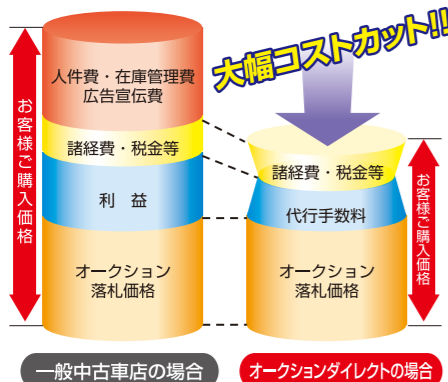 大幅コストカット!!
お客様ご購入価格
人件費・在庫管理費
広告宣伝費
諸経費・税金等
利 益
オークション
落札価格
諸経費・税金等
代行手数料
オークション
落札価格
お客様ご購入価格
一般中古車店の場合
オークションダイレクトの場合